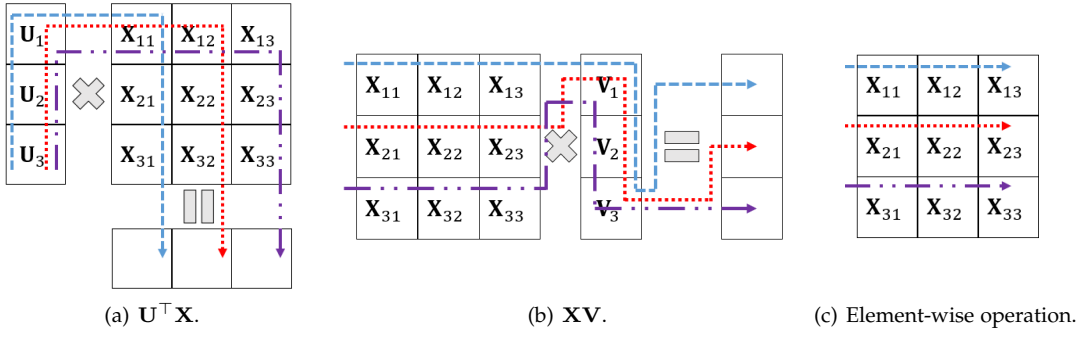 U₁ X₁₁ X₁₂ X₁₃
U₂ X₂₁ X₂₂ X₂₃
U₃ X₃₁ X₃₂ X₃₃
(a) U⊤X.
X₁₁ X₁₂ X₁₃ V₁
X₂₁ X₂₂ X₂₃ V₂
X₃₁ X₃₂ X₃₃ V₃
(b) XV.
X₁₁ X₁₂ X₁₃
X₂₁ X₂₂ X₂₃
X₃₁ X₃₂ X₃₃
(c) Element-wise operation.